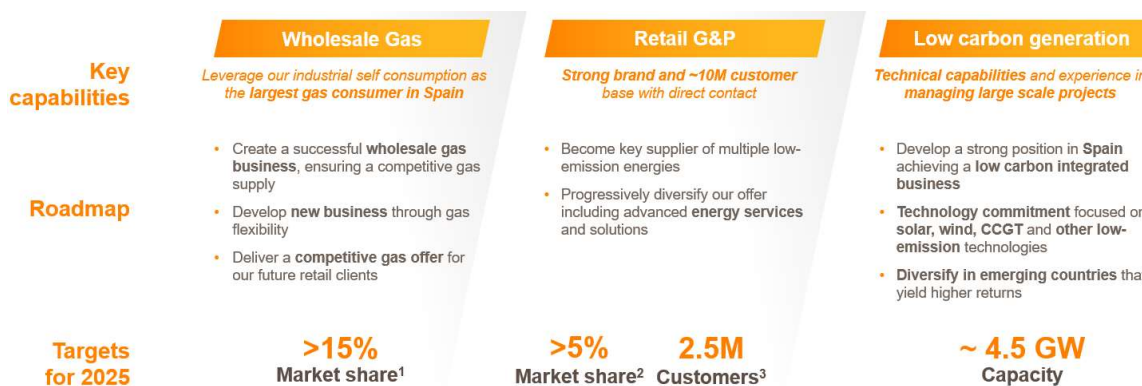 Wholesale Gas
Retail G&P
Low carbon generation
Key
capabilities
Leverage our industrial self consumption as
the largest gas consumer in Spain
Strong brand and ~10M customer
base with direct contact
Technical capabilities and experience in
managing large scale projects
Roadmap
• Create a successful wholesale gas
business, ensuring a competitive gas
supply
• Develop new business through gas
flexibility
• Deliver a competitive gas offer for
our future retail clients
• Become key supplier of multiple low-
emission energies
• Progressively diversify our offer
including advanced energy services
and solutions
• Develop a strong position in Spain
achieving a low carbon integrated
business
• Technology commitment focused on
solar, wind, CCGT and other low-
emission technologies
• Diversify in emerging countries tha
yield higher returns
Targets
for 2025
>15%
Market share¹
>5%
Market share²
2.5M
Customers³
~ 4.5 GW
Capacity